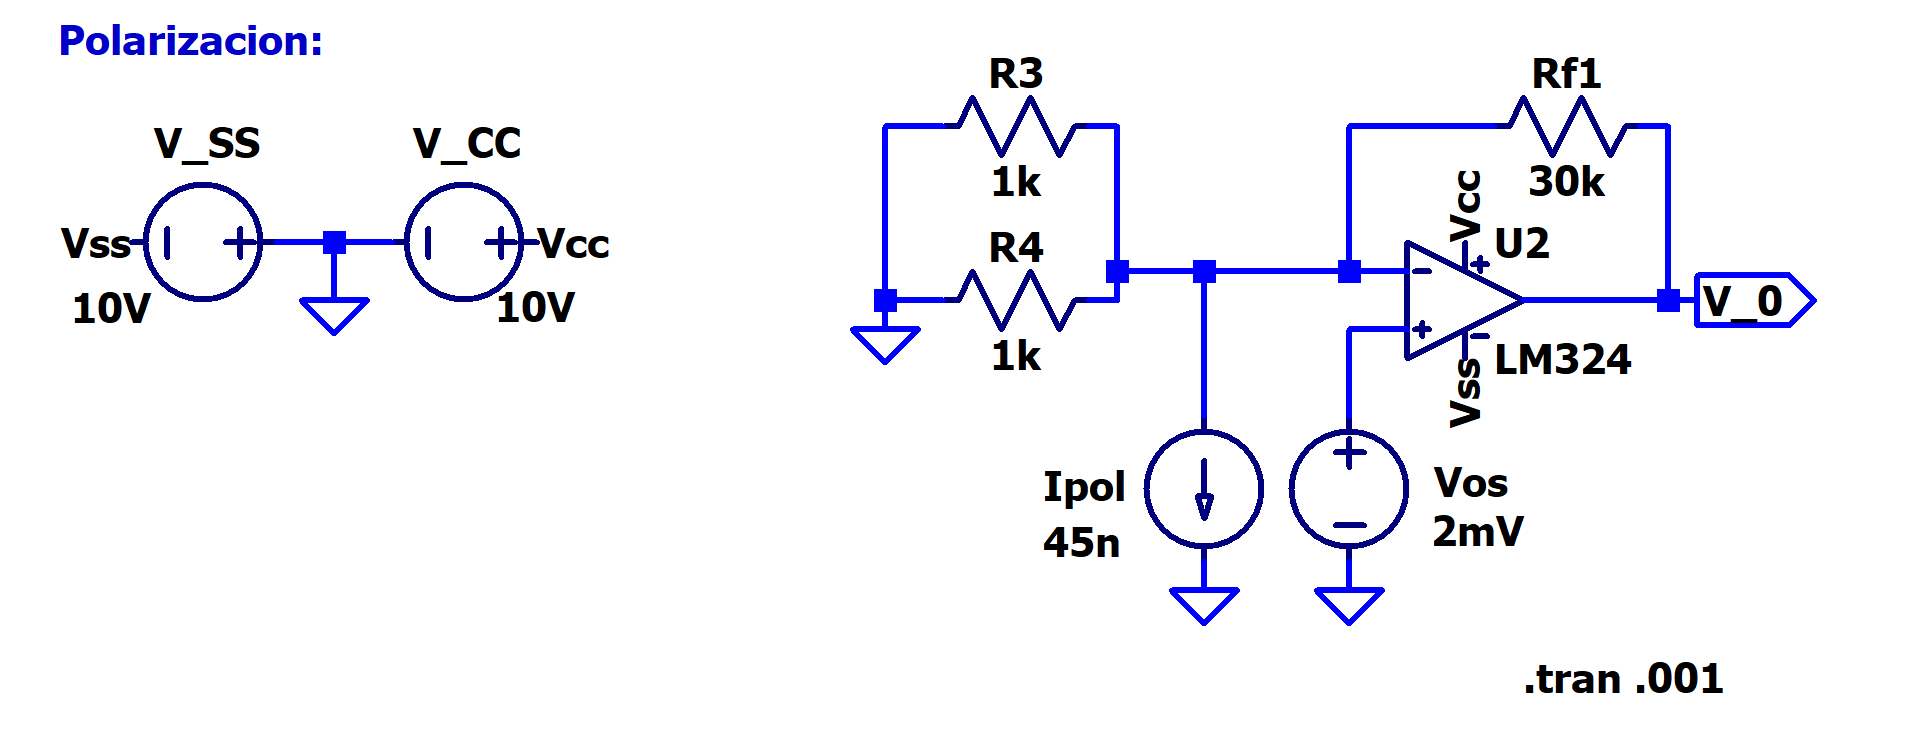 Polarizacion:
V_SS
V_CC
Vss
Vcc
10V
10V
R3
1k
R4
1k
Rf1
30k
Vcc
U2
LM324
Vss
V_0
Ipol
45n
Vos
2mV
.tran .001